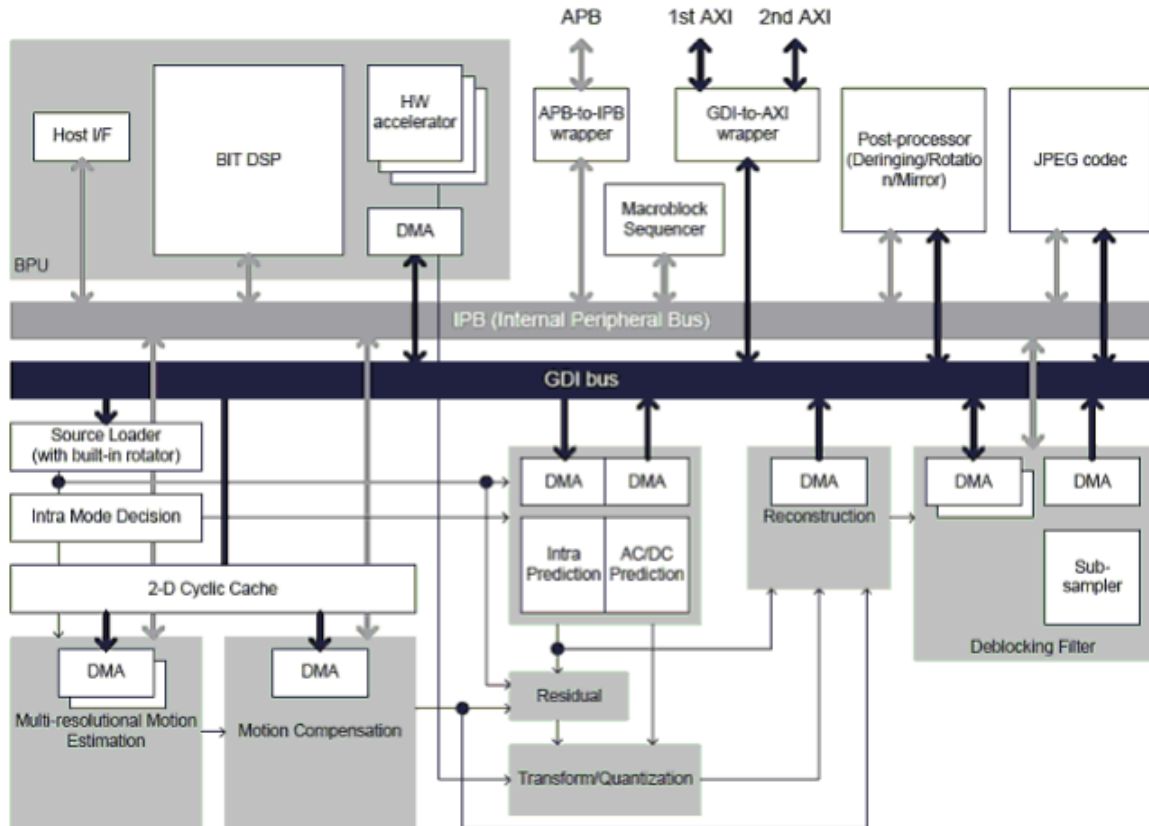 APB
1st AXI
2nd AXI
Host I/F
BIT DSP
HW
accelerator
DMA
BPU
APB-to-IPB
wrapper
GDI-to-AXI
wrapper
Macroblock
Sequencer
Post-processor
(Deringing/Rotatio
n/Mirror)
JPEG codec
IPB (Internal Peripheral Bus)
GDI bus
Source Loader
(with built-in rotator)
Intra Mode Decision
2-D Cyclic Cache
DMA
Multi-resolutional Motion
Estimation
DMA
Motion Compensation
DMA
DMA
Intra
Prediction
AC/DC
Prediction
Residual
Transform/Quantization
DMA
Reconstruction
DMA
DMA
Sub-
sampler
Deblocking Filter